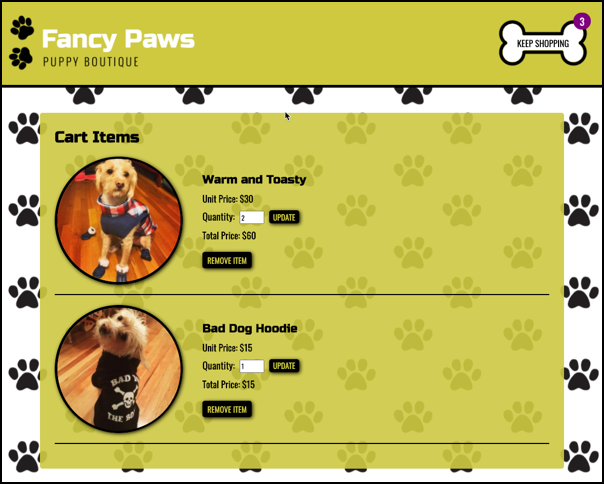 Fancy Paws
PUPPY BOUTIQUE
3
KEEP SHOPPING
Cart Items
Warm and Toasty
Unit Price: $30
Quantity: 2 UPDATE
Total Price: $60
REMOVE ITEM
Bad Dog Hoodie
Unit Price: $15
Quantity: 1 UPDATE
Total Price: $15
REMOVE ITEM
BAD
THE